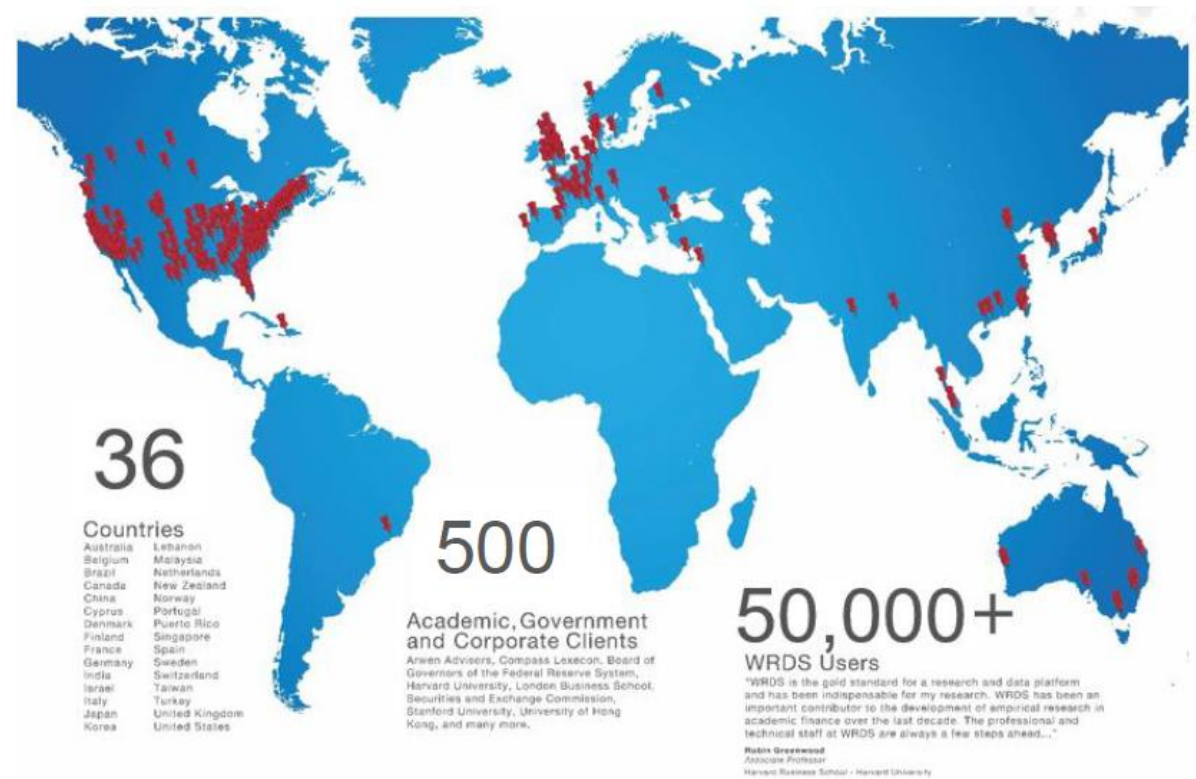 36
Countries
Australia Lebanon
Belgium Malaysia
Brazil Netherlands
Canada New Zealand
China Norway
Cyprus Portugal
Denmark Puerto Rico
Finland Singapore
France Spain
Germany Sweden
India Switzerland
Israel Taiwan
Italy Turkey
Japan United Kingdom
Korea United States
500
Academic, Government
and Corporate Clients
Arwen Advisors, Compass Lexecon, Board of
Governors of the Federal Reserve System,
Harvard University, London Business School,
Securities and Exchange Commission,
Stanford University, University of Hong
Kong, and many more.
50,000+
WRDS Users
"WRDS is the gold standard for a research and data platform
and has been indispensable for my research. WRDS has been an
important contributor to the development of empirical research in
academic finance over the last decade. The professional and
technical staff at WRDS are always a few steps ahead..."
Robin Greenwood
Associate Professor
Harvard Business School - Harvard University